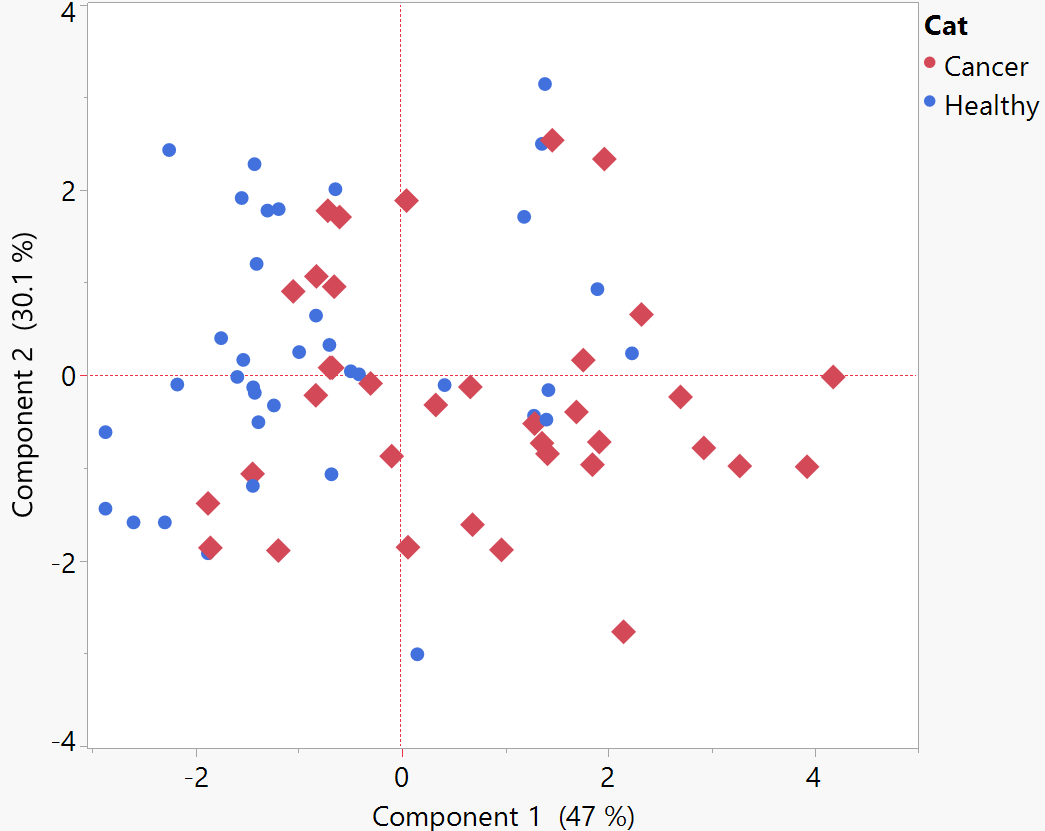 Cat
Cancer
Healthy
4
2
0
-2
-4
Component 2 (30.1 %)
-2
0
2
4
Component 1 (47 %)